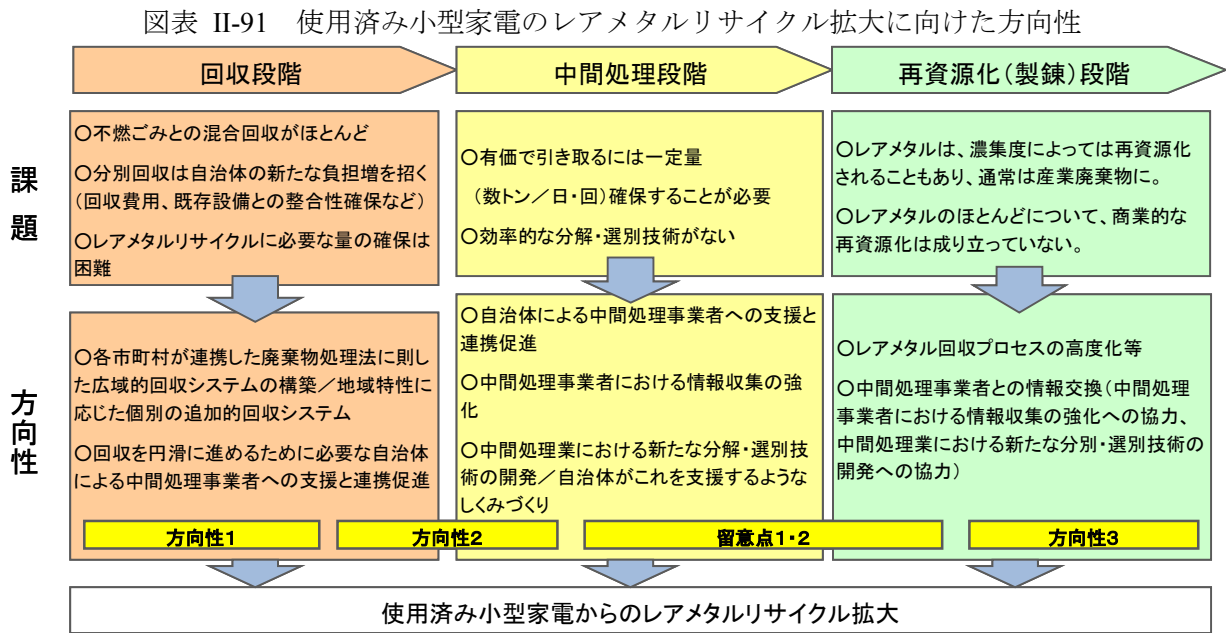 図表 II-91 使用済み小型家電のレアメタルリサイクル拡大に向けた方向性
回収段階
中間処理段階
再資源化(製錬)段階
課題
○不燃ごみとの混合回収がほとんど
○分別回収は自治体の新たな負担増を招く
(回収費用、既存設備との整合性確保など)
○レアメタルリサイクルに必要な量の確保は
困難
○有価で引き取るには一定量
(数トン/日・回)確保することが必要
○効率的な分解・選別技術がない
○レアメタルは、濃集度によっては再資源化
されることもあり、通常は産業廃棄物に。
○レアメタルのほとんどについて、商業的な
再資源化は成り立っていない。
方向性
○各市町村が連携した廃棄物処理法に則し
た広域的回収システムの構築/地域特性に
応じた個別の追加的回収システム
○回収を円滑に進めるために必要な自治体
による中間処理事業者への支援と連携促進
○自治体による中間処理事業者への支援と
連携促進
○中間処理事業者における情報収集の強
化
○中間処理業における新たな分解・選別技
術の開発/自治体がこれを支援するような
しくみづくり
○レアメタル回収プロセスの高度化等
○中間処理事業者との情報交換(中間処理
事業者における情報収集の強化への協力、
中間処理業における新たな分別・選別技術の
開発への協力)
方向性1
方向性2
留意点1・2
方向性3
使用済み小型家電からのレアメタルリサイクル拡大